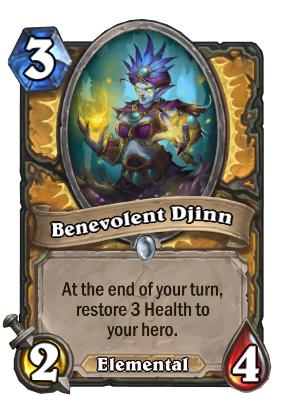 3
Benevolent Djinn
At the end of your turn,
restore 3 Health to
your hero.
2
Elemental
4